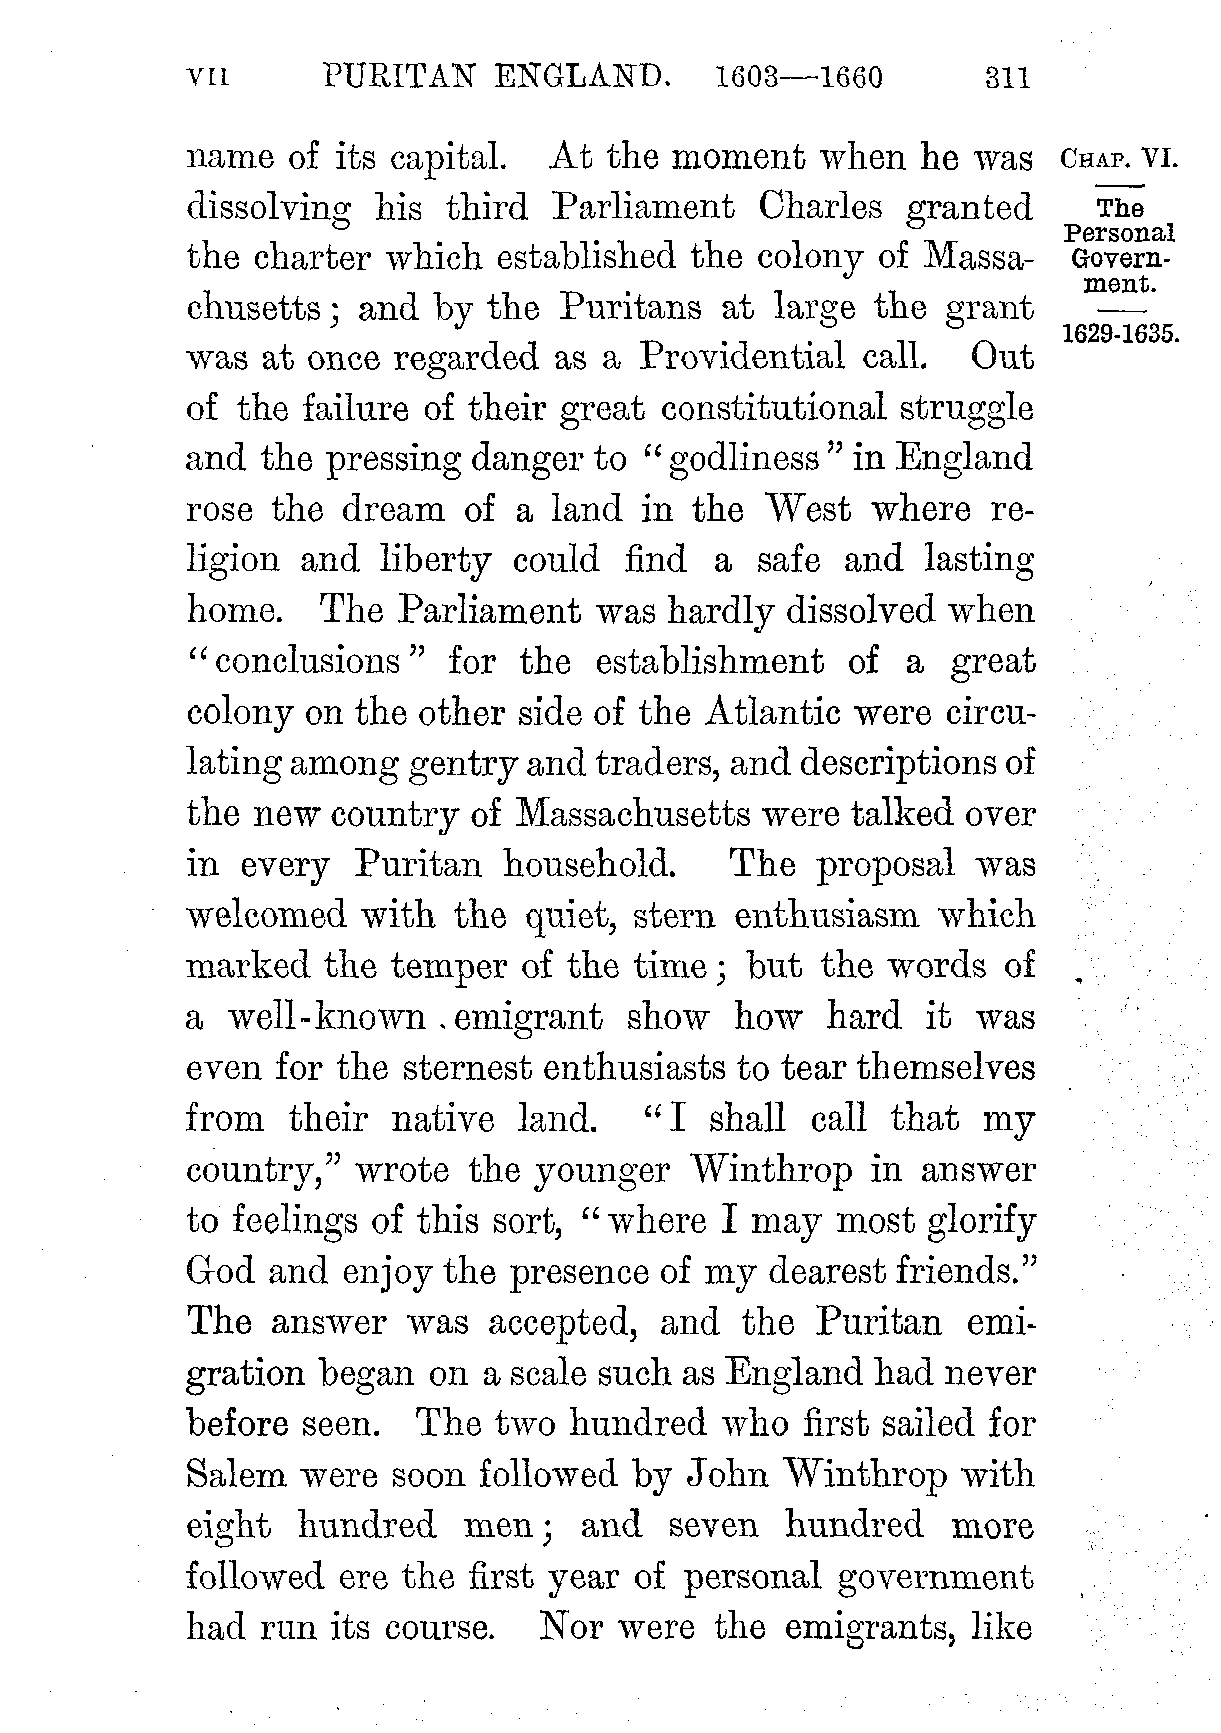 VII PURITAN ENGLAND. 1603—1660 311
name of its capital. At the moment when he was
dissolving his third Parliament Charles granted
the charter which established the colony of Massa-
chusetts; and by the Puritans at large the grant
was at once regarded as a Providential call. Out
of the failure of their great constitutional struggle
and the pressing danger to “godliness” in England
rose the dream of a land in the West where re-
ligion and liberty could find a safe and lasting
home. The Parliament was hardly dissolved when
“conclusions” for the establishment of a great
colony on the other side of the Atlantic were circu-
lating among gentry and traders, and descriptions of
the new country of Massachusetts were talked over
in every Puritan household. The proposal was
welcomed with the quiet, stern enthusiasm which
marked the temper of the time; but the words of
a well-known emigrant show how hard it was
even for the sternest enthusiasts to tear themselves
from their native land. “I shall call that my
country,” wrote the younger Winthrop in answer
to feelings of this sort, “where I may most glorify
God and enjoy the presence of my dearest friends.”
The answer was accepted, and the Puritan emi-
gration began on a scale such as England had never
before seen. The two hundred who first sailed for
Salem were soon followed by John Winthrop with
eight hundred men; and seven hundred more
followed ere the first year of personal government
had run its course. Nor were the emigrants, like
CHAP. VI.
The
Personal
Govern-
ment.
1629-1635.